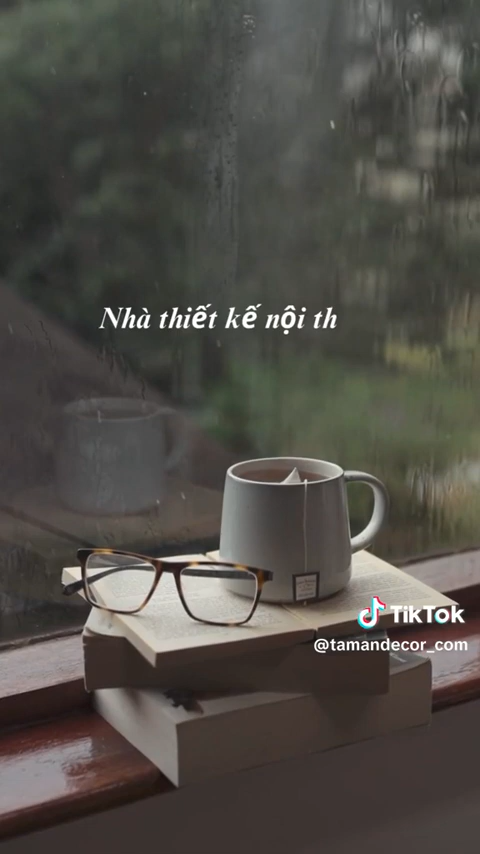 Nhà thiết kế nội th
TikTok
@tamandecor_com